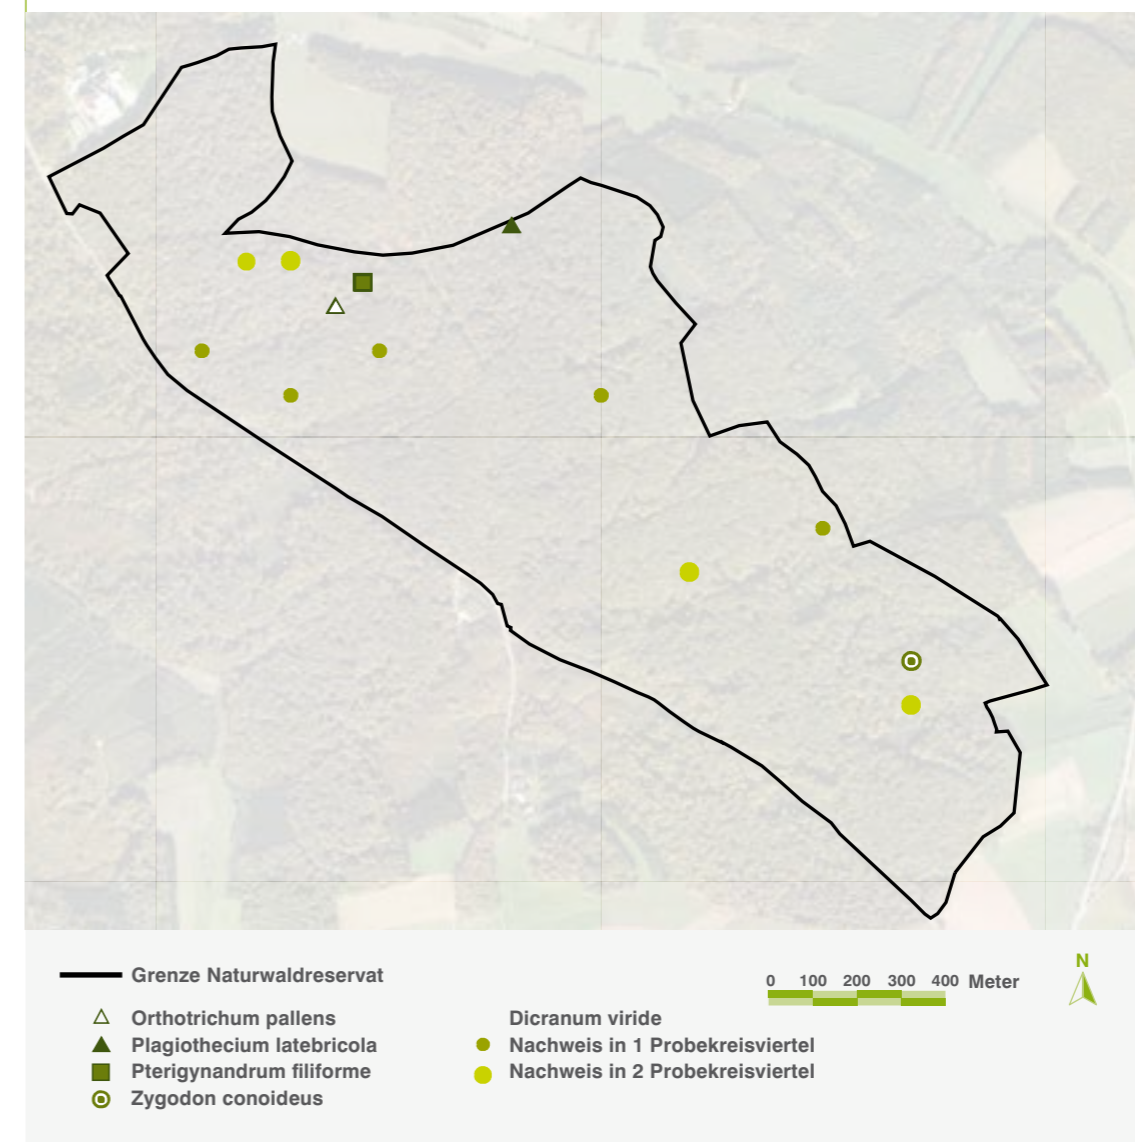 Grenze Naturwaldreservat
0 100 200 300 400 Meter
N
Orthotrichum pallens
Plagiothecium latebricola
Pterigynandrum filiforme
Zygodon conoideus
Dicranum viride
Nachweis in 1 Probekreisviertel
Nachweis in 2 Probekreisviertel